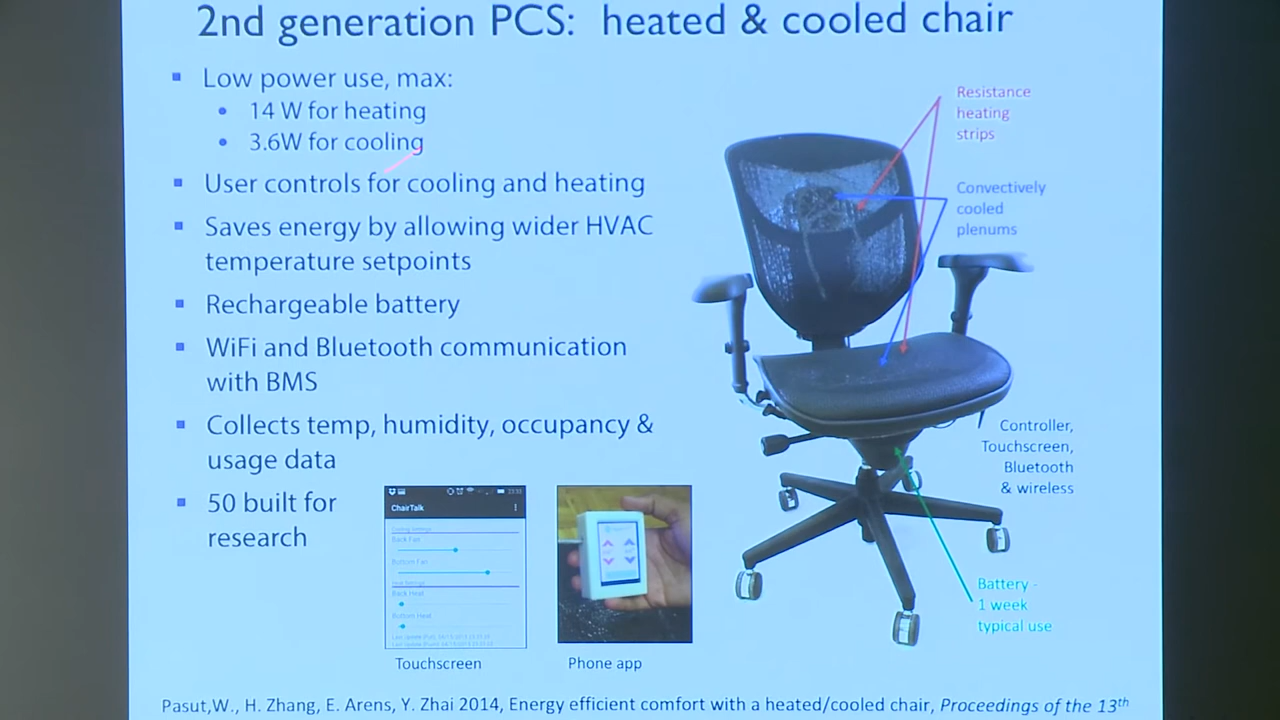 2nd generation PCS: heated & cooled chair
Low power use, max:
14 W for heating
3.6W for cooling
User controls for cooling and heating
Saves energy by allowing wider HVAC
temperature setpoints
Rechargeable battery
WiFi and Bluetooth communication
with BMS
Collects temp, humidity, occupancy &
usage data
50 built for
research
Resistance
heating
strips
Convectively
cooled
plenums
Controller,
Touchscreen,
Bluetooth
& wireless
Battery -
1 week
typical use
ChairTalk
Back Fan
Bottom Fan
Back Heat
Bottom Heat
Touchscreen
Phone app
Pasut,W., H. Zhang, E. Arens, Y. Zhai 2014, Energy efficient comfort with a heated/cooled chair, Proceedings of the 13th